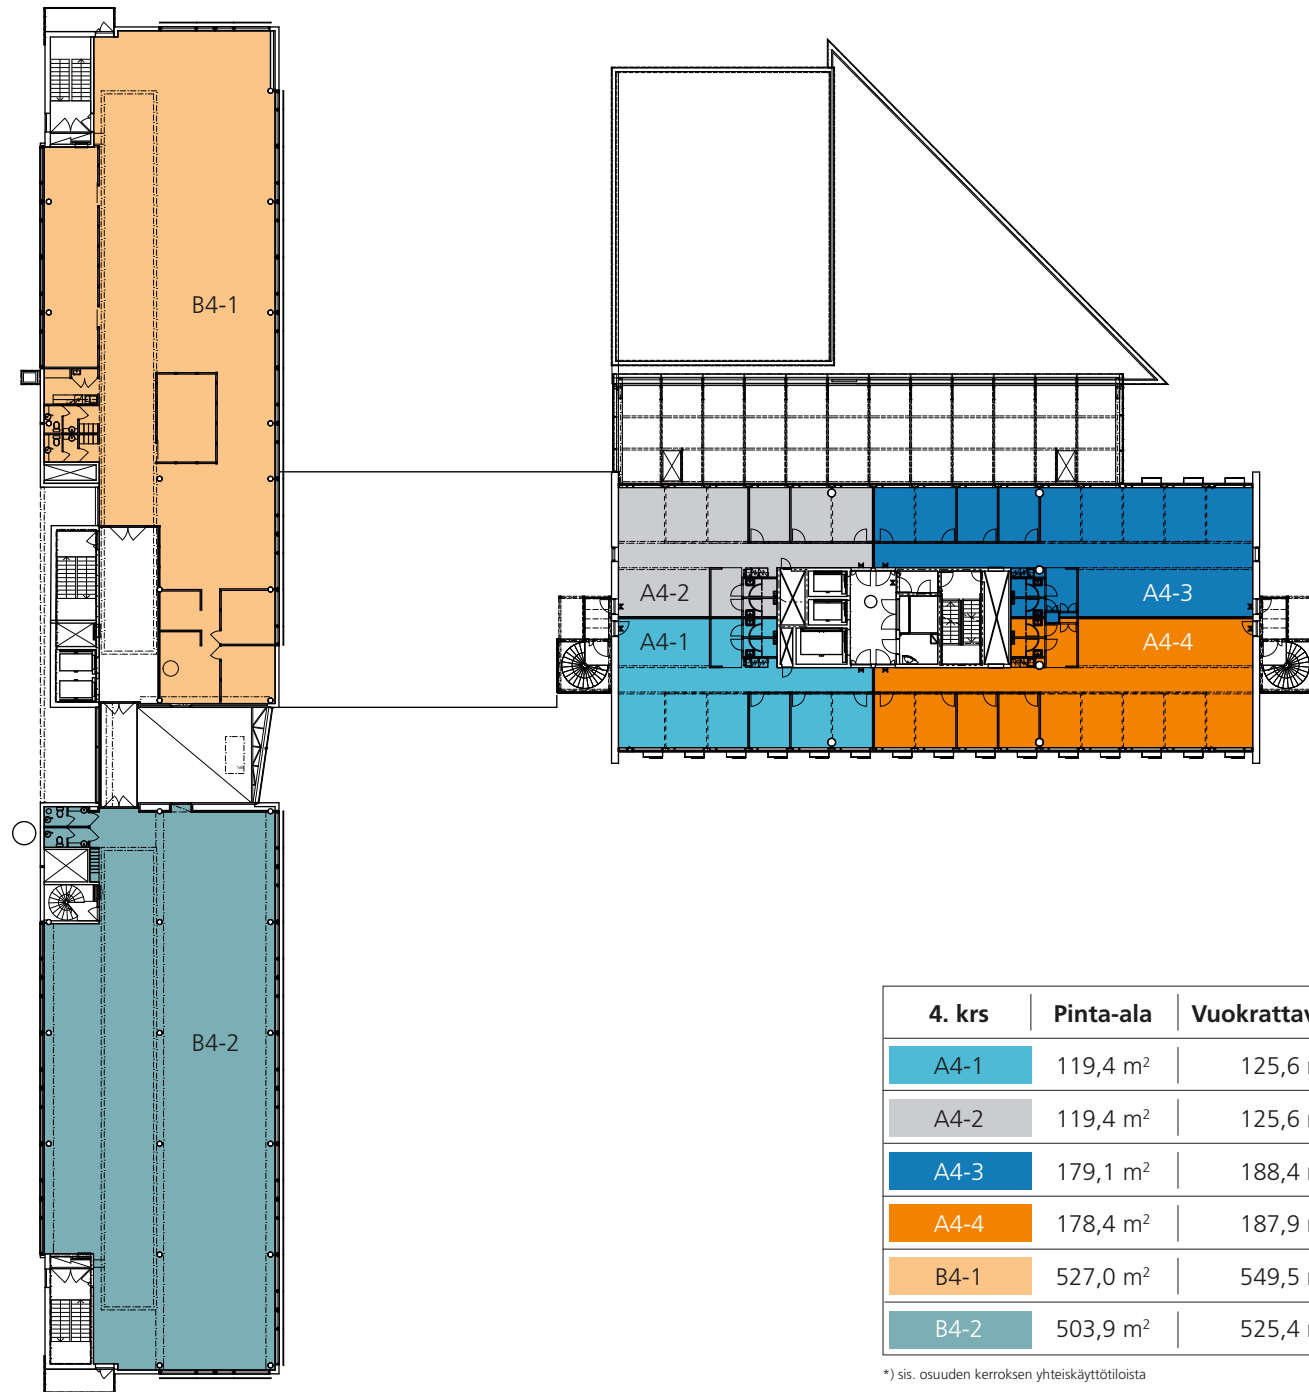 B4-1
A4-2
A4-3
A4-1
A4-4
B4-2
4. krs Pinta-ala
A4-1 119,4 m² 125,6
A4-2 119,4 m² 125,6
A4-3 179,1 m² 188,4
A4-4 178,4 m² 187,9
B4-1 527,0 m² 549,5
B4-2 503,9 m² 525,4
*) sis. osuuden kerroksen yhteiskäyttötiloista